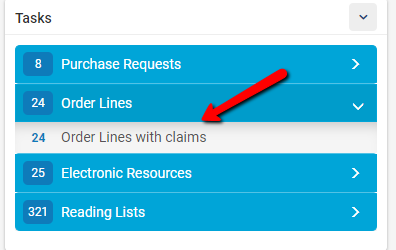 Tasks
8 Purchase Requests
24 Order Lines
24 Order Lines with claims
25 Electronic Resources
321 Reading Lists